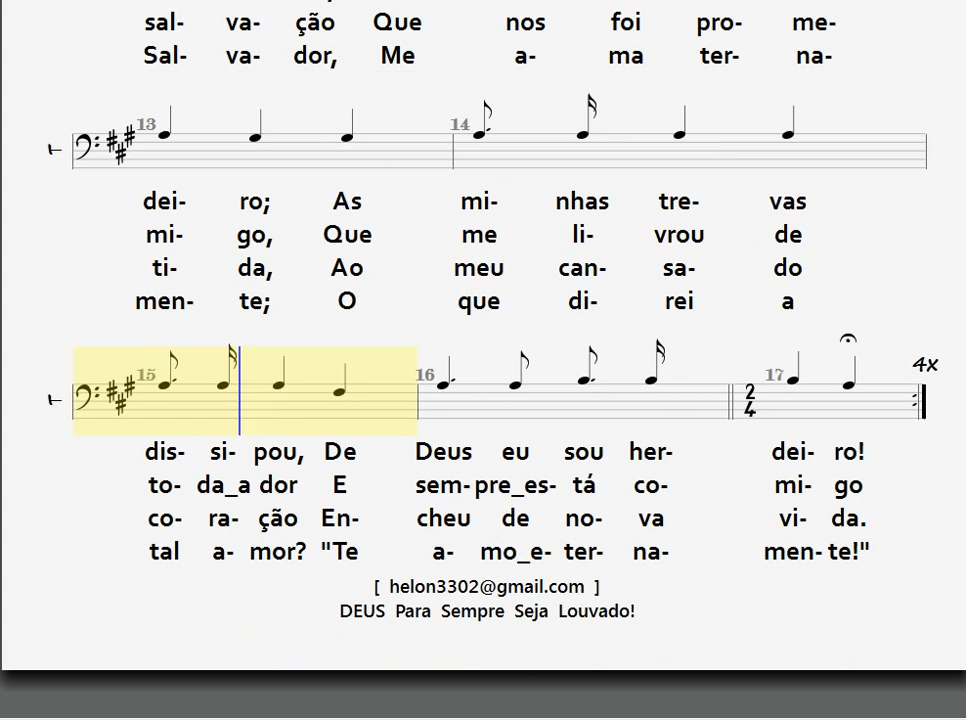 sal- va- ção Que nos foi pro- me-
Sal- va- dor, Me a- ma ter- na-
13 14
T
dei- ro; As mi- nhas tre- vas
mi- go, Que me li- vrou de
ti- da, Ao meu can- sa- do
men- te; O que di- rei a
15 16 17 4x
T
2
4
dis- si- pou, De Deus eu sou her- dei- ro!
to- da_a dor E sem- pre_es- tá co- mi- go
co- ra- ção En- cheu de no- va vi- da.
tal a- mor? "Te a- mo_e- ter- na- men- te!"
[ helon3302@gmail.com ]
DEUS Para Sempre Seja Louvado!